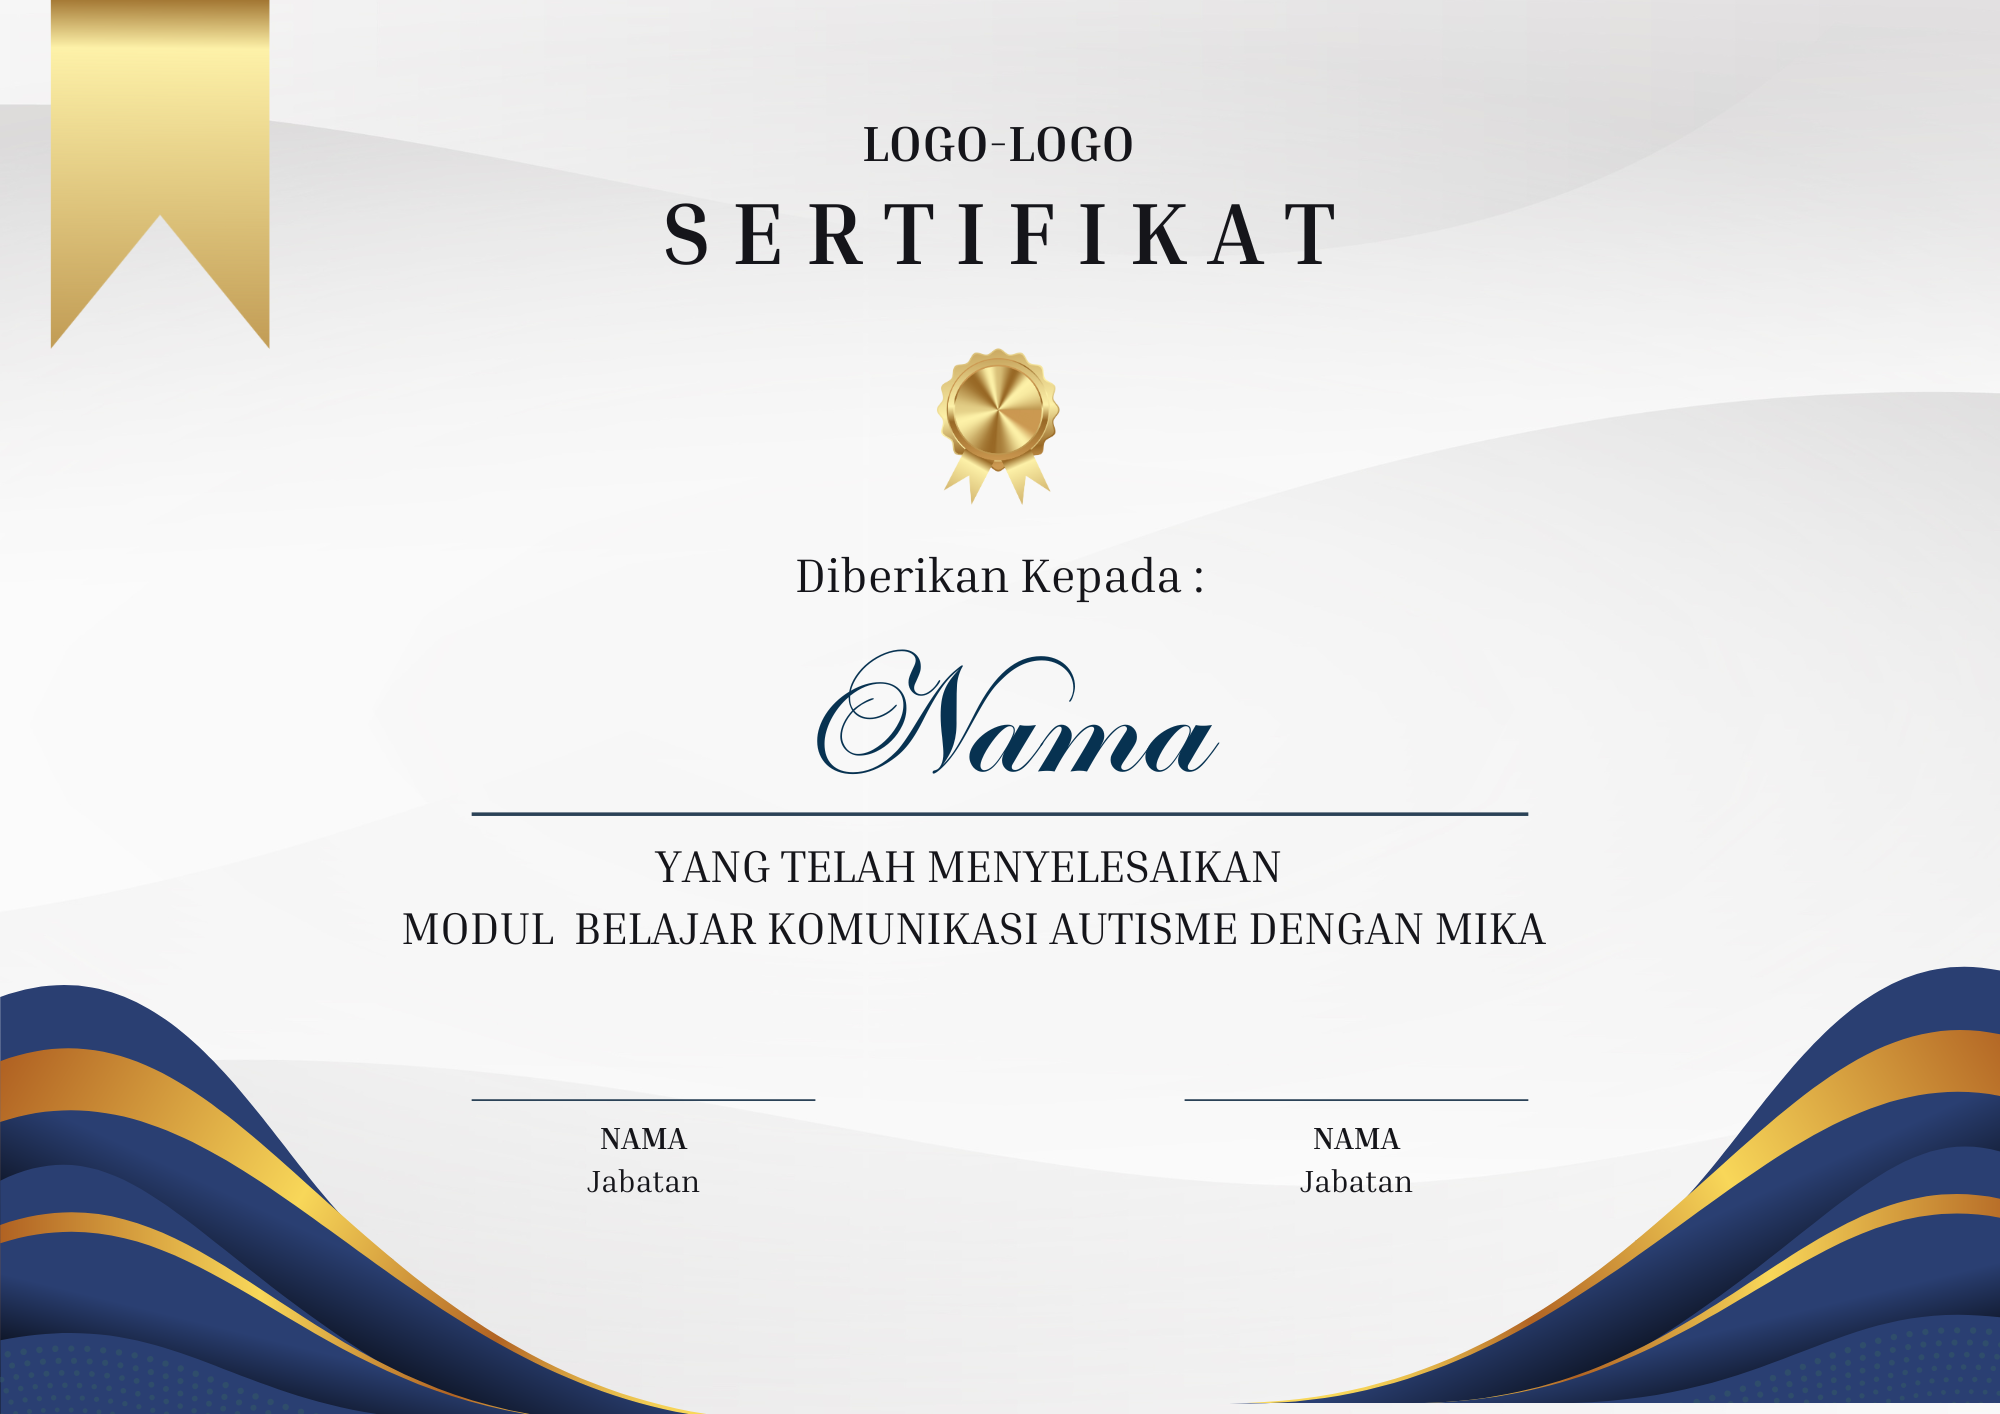 LOGO-LOGO
SERTIFIKAT
Diberikan Kepada :
Nama
YANG TELAH MENYELESAIKAN
MODUL  BELAJAR KOMUNIKASI AUTISME DENGAN MIKA
NAMA
Jabatan
NAMA
Jabatan